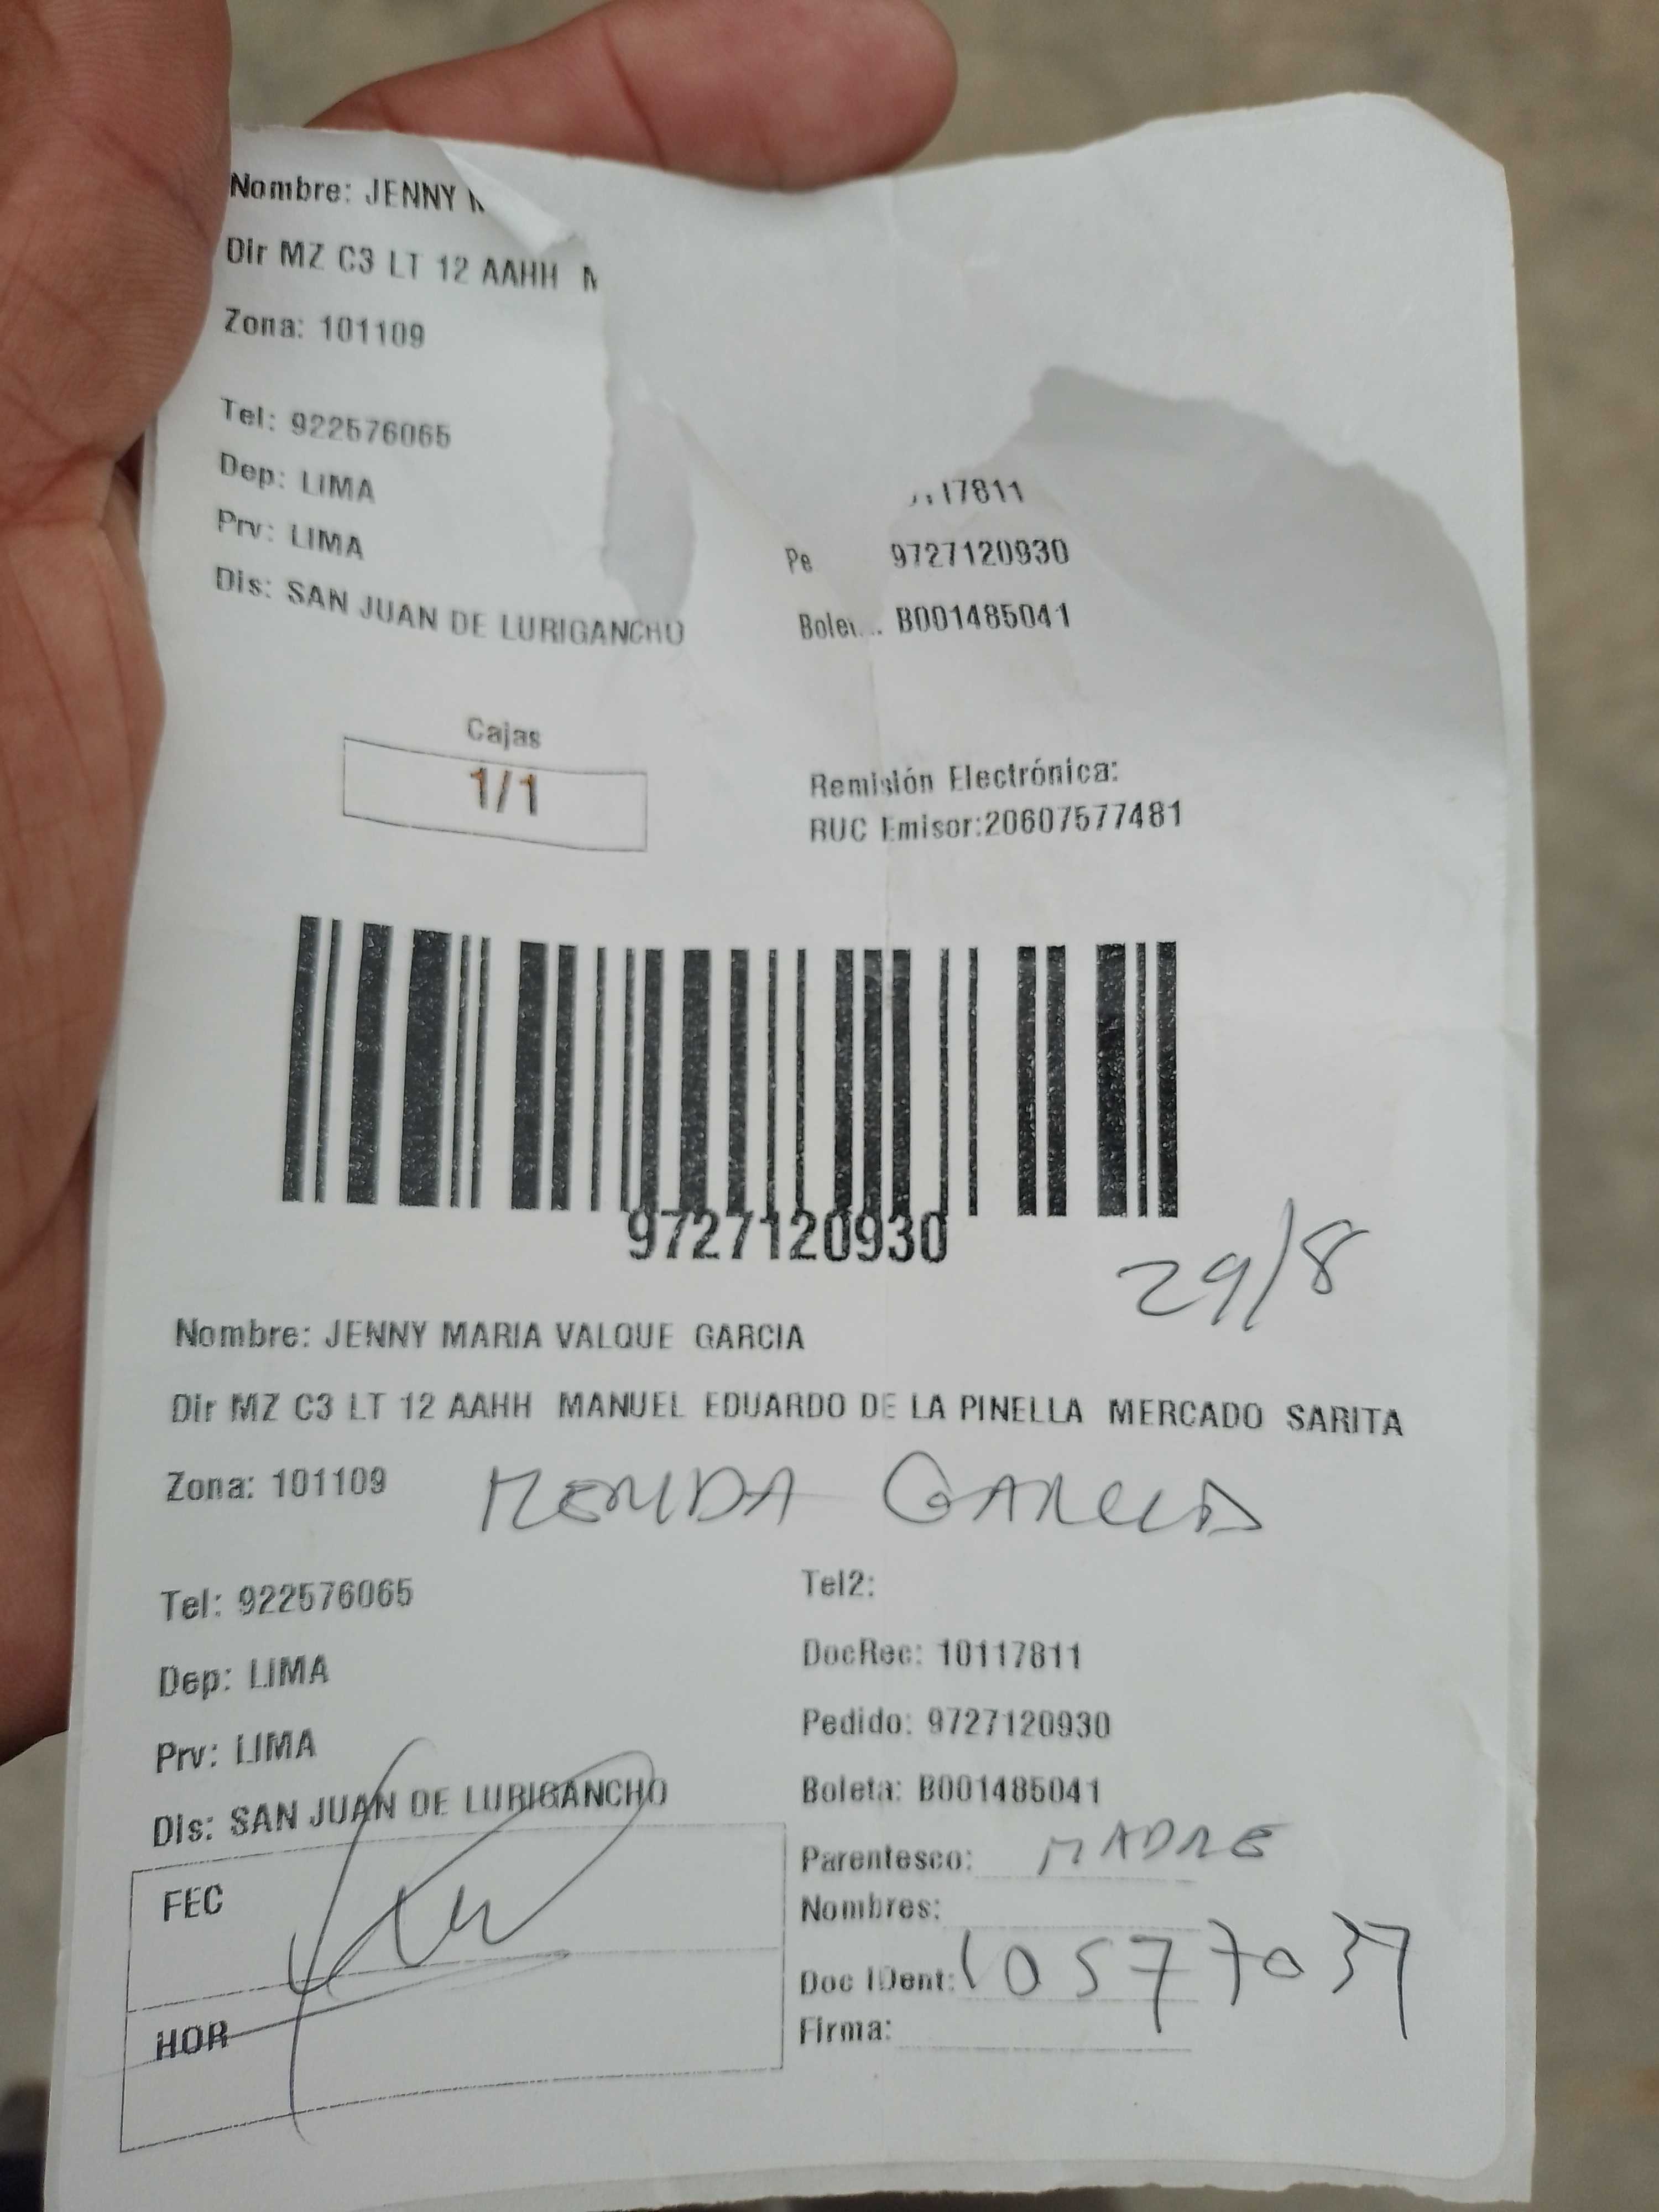 Nombre: JENNY
Dir MZ C3 LT 12 AAHH
Zona: 101109
Tel: 922576065
Dep: LIMA
Prv: LIMA
Dis: SAN JUAN DE LURIGANCHO
17811
Pe 9727120930
Bole B001485041
Cajas
1/1
Remisión Electrónica:
RUC Emisor:20607577481
9727120930
29/8
Nombre: JENNY MARIA VALQUE GARCIA
Dir MZ C3 LT 12 AAHH MANUEL EDUARDO DE LA PINELLA MERCADO SARITA
Zona: 101109 GARCIA
Tel: 922576065
Dep: LIMA
Prv: LIMA
Dis: SAN JUAN DE LURIGANCHO
Tel2:
DocRec: 10117811
Pedido: 9727120930
Boleta: B001485041
Parentesco: MADRE
Nombres:
Doc IDent: 10577037
Firma:
FEC
HOR